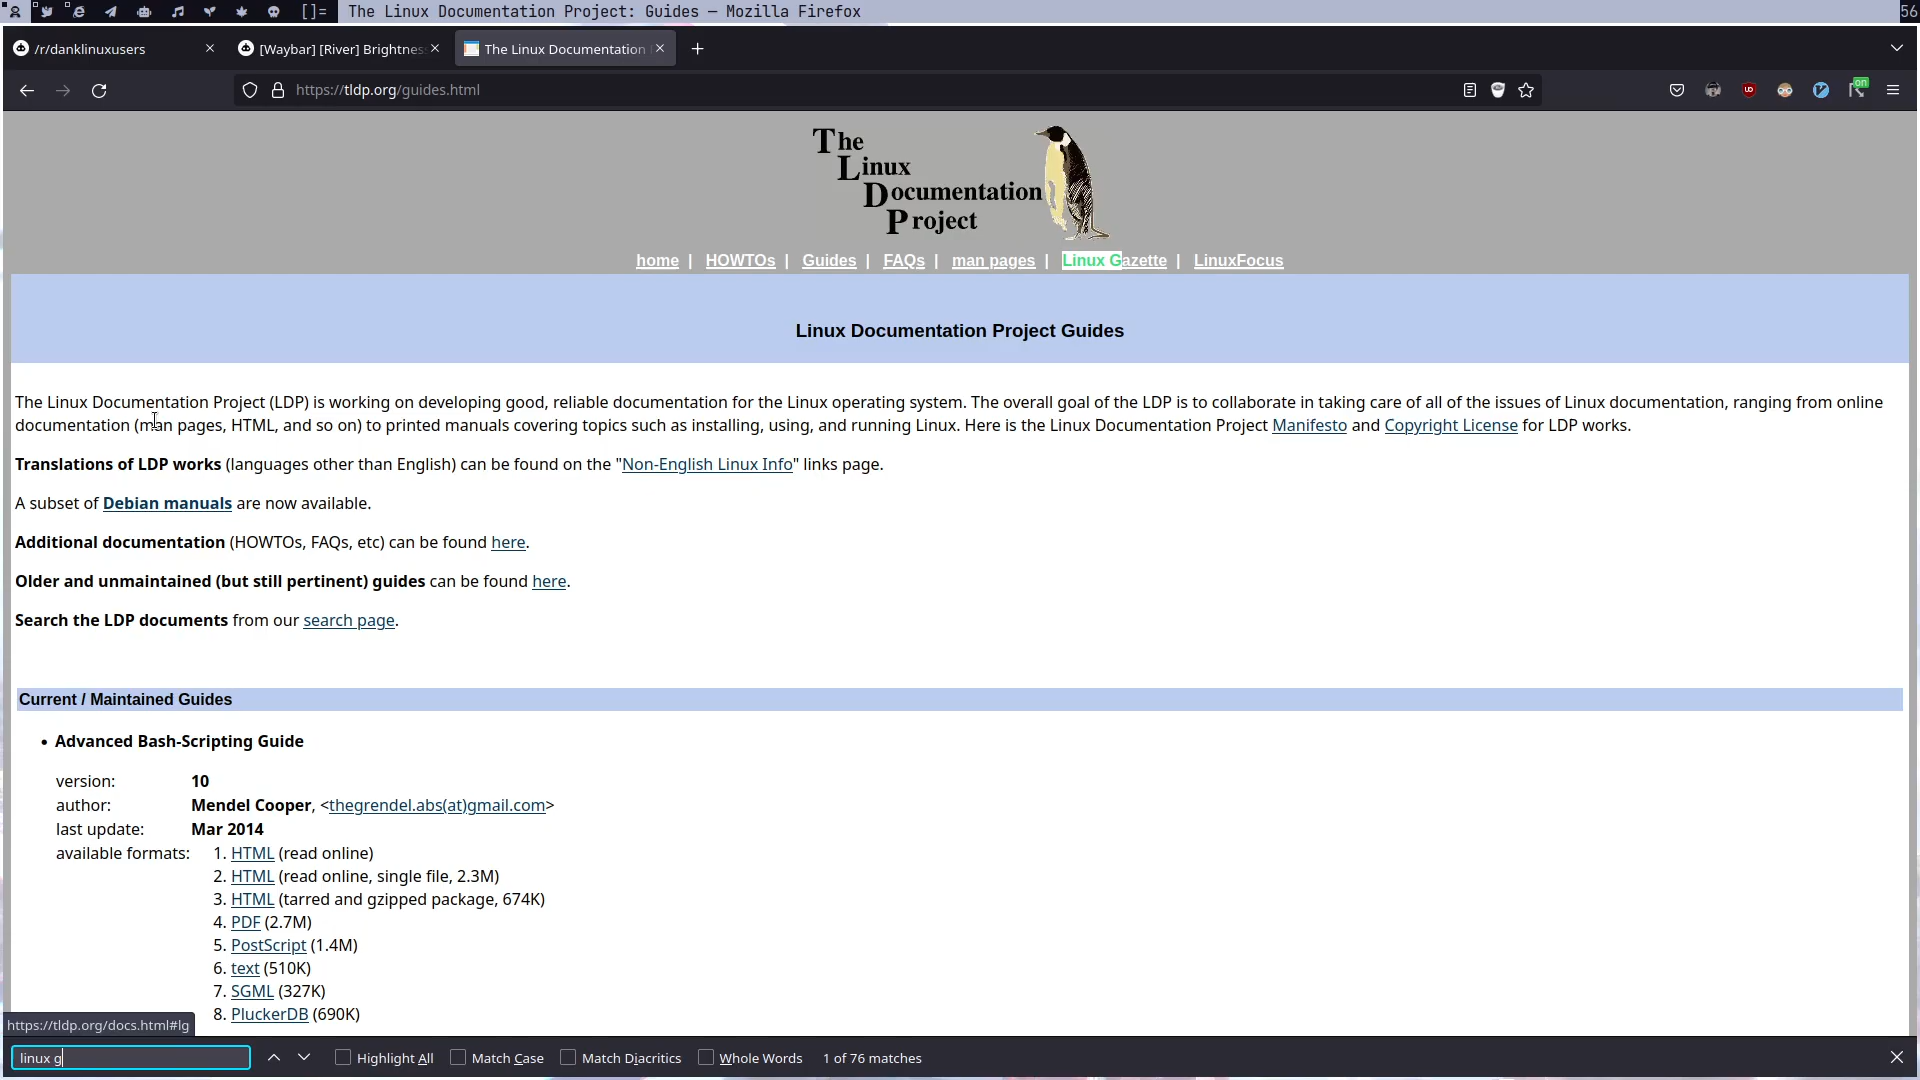 []= The Linux Documentation Project: Guides — Mozilla Firefox 56
/r/danklinuxusers [Waybar] [River] Brightnes The Linux Documentation
https://tldp.org/guides.html on
The
Linux
Documentation
Project
home | HOWTOs | Guides | FAQs | man pages | Linux Gazette | LinuxFocus
Linux Documentation Project Guides
The Linux Documentation Project (LDP) is working on developing good, reliable documentation for the Linux operating system. The overall goal of the LDP is to collaborate in taking care of all of the issues of Linux documentation, ranging from online
documentation (man pages, HTML, and so on) to printed manuals covering topics such as installing, using, and running Linux. Here is the Linux Documentation Project Manifesto and Copyright License for LDP works.
Translations of LDP works (languages other than English) can be found on the "Non-English Linux Info" links page.
A subset of Debian manuals are now available.
Additional documentation (HOWTOs, FAQs, etc) can be found here.
Older and unmaintained (but still pertinent) guides can be found here.
Search the LDP documents from our search page.
Current / Maintained Guides
• Advanced Bash-Scripting Guide
version: 10
author: Mendel Cooper, <thegrendel.abs(at)gmail.com>
last update: Mar 2014
available formats: 1. HTML (read online)
2. HTML (read online, single file, 2.3M)
3. HTML (tarred and gzipped package, 674K)
4. PDF (2.7M)
5. PostScript (1.4M)
6. text (510K)
7. SGML (327K)
8. PluckerDB (690K)
https://tldp.org/docs.html#lg
linux g Highlight All Match Case Match Diacritics Whole Words 1 of 76 matches